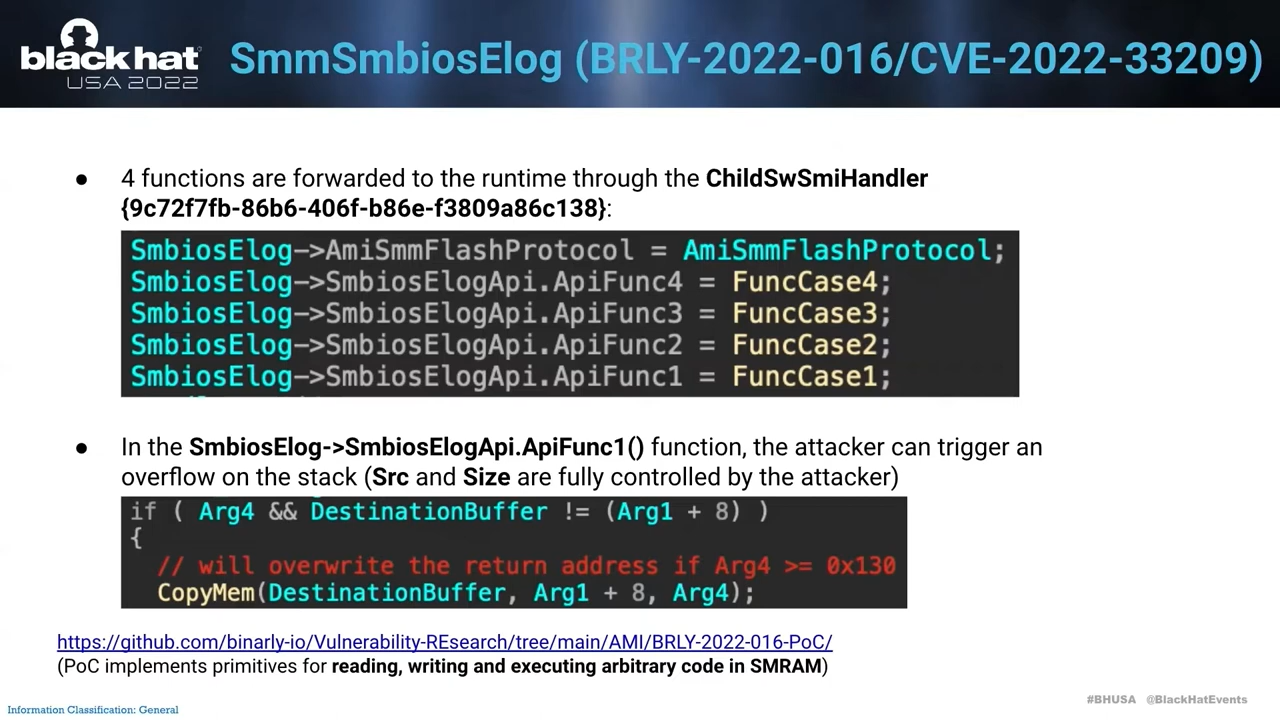 black hat
USA 2022
SmmSmbiosElog (BRLY-2022-016/CVE-2022-33209)
● 4 functions are forwarded to the runtime through the ChildSwSmiHandler
{9c72f7fb-86b6-406f-b86e-f3809a86c138}:
SmbiosElog->AmiSmmFlashProtocol = AmiSmmFlashProtocol;
SmbiosElog->SmbiosElogApi.ApiFunc4 = FuncCase4;
SmbiosElog->SmbiosElogApi.ApiFunc3 = FuncCase3;
SmbiosElog->SmbiosElogApi.ApiFunc2 = FuncCase2;
SmbiosElog->SmbiosElogApi.ApiFunc1 = FuncCase1;
● In the SmbiosElog->SmbiosElogApi.ApiFunc1() function, the attacker can trigger an
overflow on the stack (Src and Size are fully controlled by the attacker)
if ( Arg4 && DestinationBuffer != (Arg1 + 8) )
{
// will overwrite the return address if Arg4 >= 0x130
CopyMem(DestinationBuffer, Arg1 + 8, Arg4);
https://github.com/binarly-io/Vulnerability-REsearch/tree/main/AMI/BRLY-2022-016-PoC/
(PoC implements primitives for reading, writing and executing arbitrary code in SMRAM)
#BHUSA @BlackHatEvents
Information Classification: General